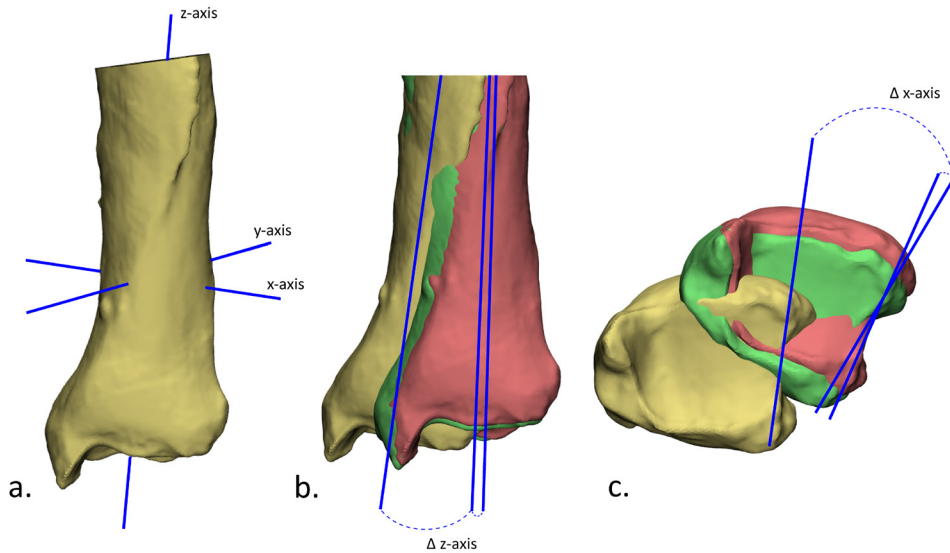 z-axis
Δ x-axis
y-axis
x-axis
a.
b.
c.
Δ z-axis